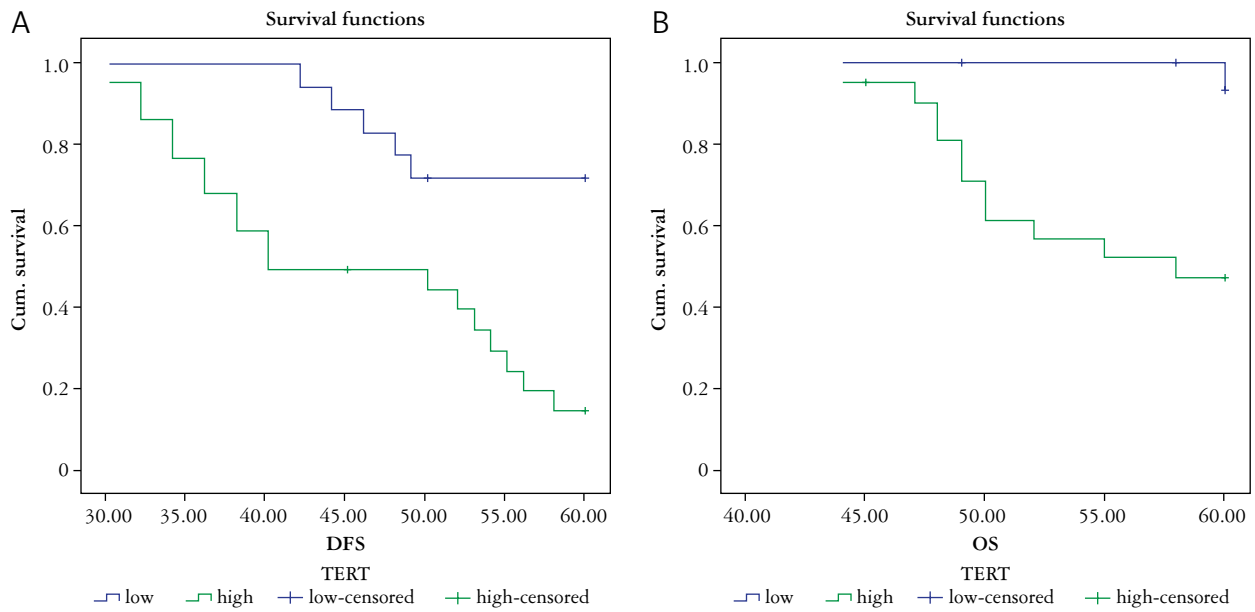 A
Survival functions
Cum. survival
1.0
0.8
0.6
0.4
0.2
0
30.00 35.00 40.00 45.00 50.00 55.00 60.00
DFS
TERT
low high low-censored high-censored
B
Survival functions
Cum. survival
1.0
0.8
0.6
0.4
0.2
0
40.00 45.00 50.00 55.00 60.00
OS
TERT
low high low-censored high-censored